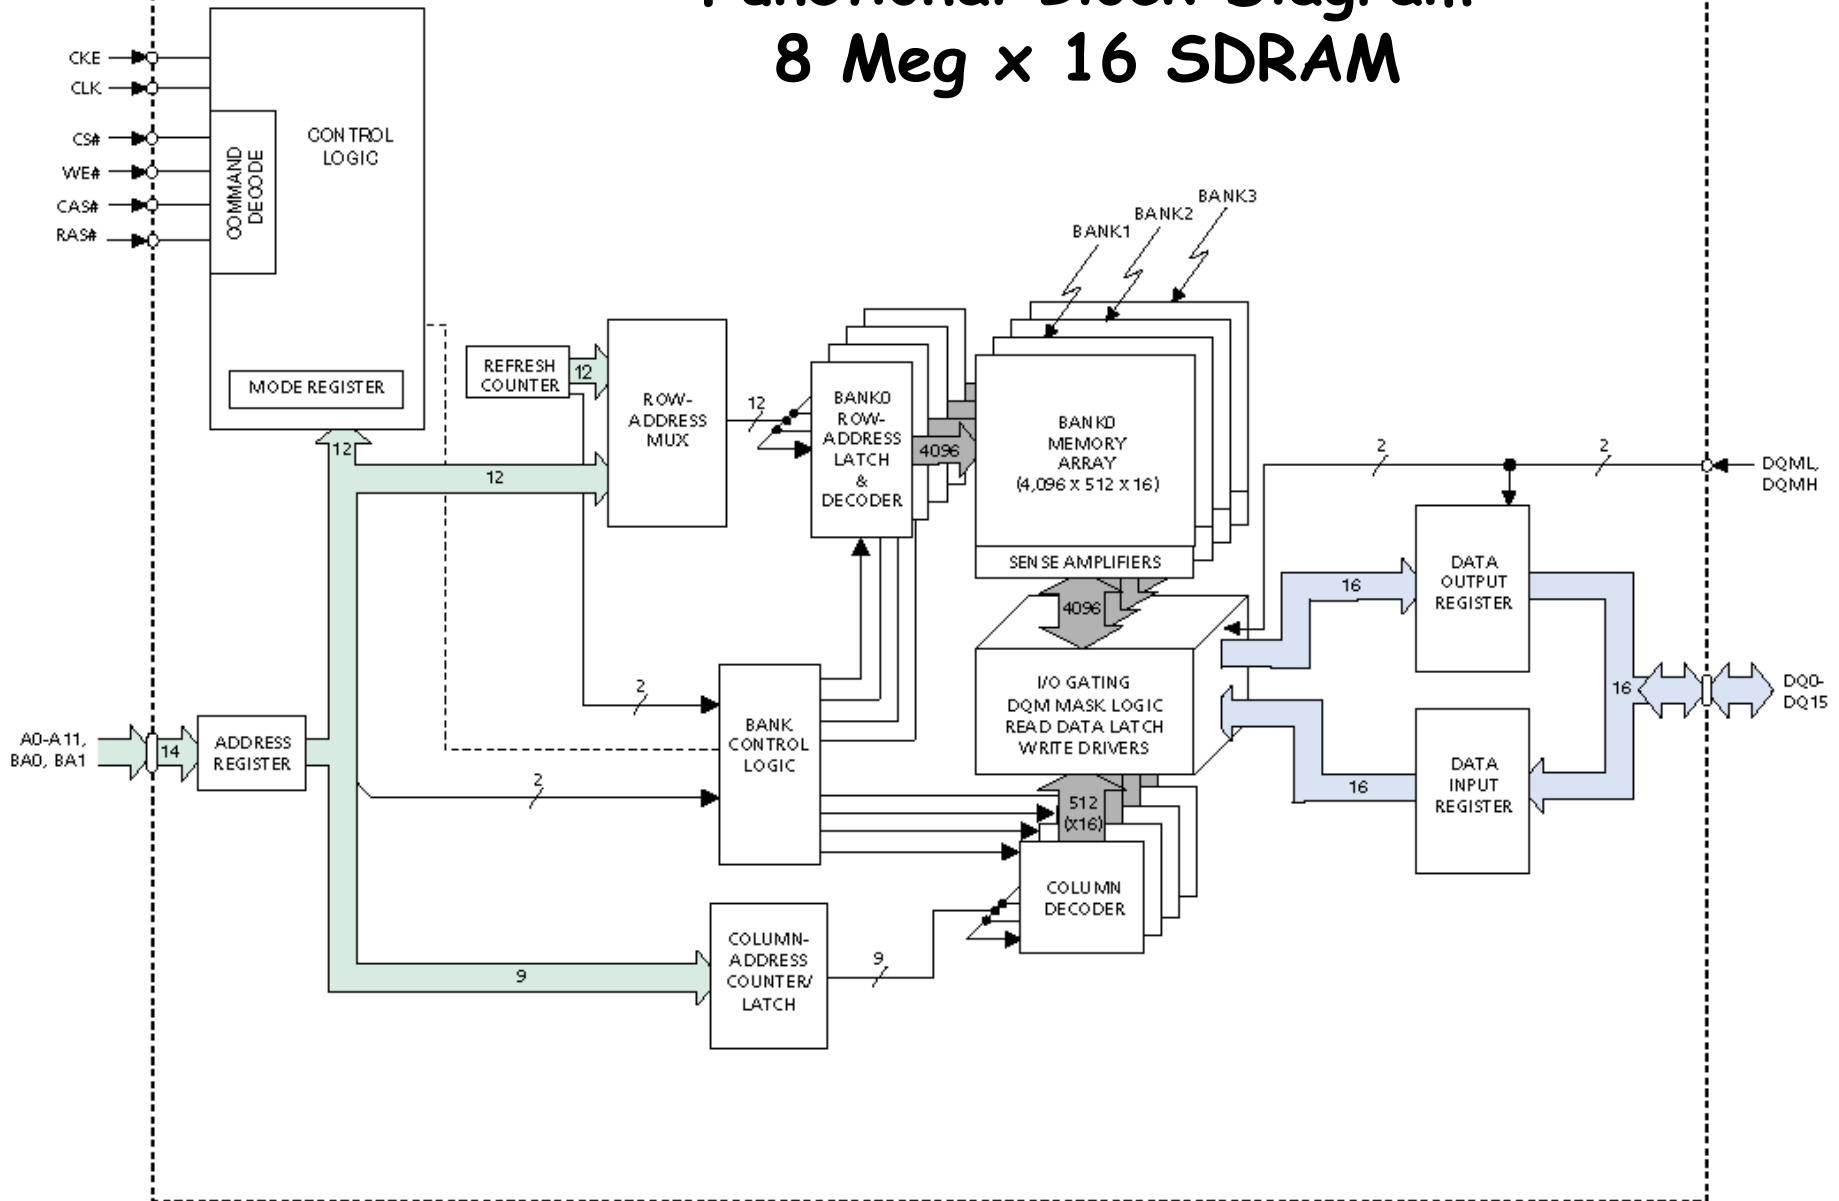 Functional Block Diagram
8 Meg x 16 SDRAM
CKE
CLK
CS#
WE#
CAS#
RAS#
COMMAND
DECODE
CONTROL
LOGIC
MODE REGISTER
12
12
REFRESH
COUNTER
12
ROW-
ADDRESS
MUX
12
BANK0
ROW-
ADDRESS
LATCH
&
DECODER
4096
BANK1
BANK2
BANK3
BANK0
MEMORY
ARRAY
(4,096 x 512 x 16)
SENSE AMPLIFIERS
4096
I/O GATING
DQM MASK LOGIC
READ DATA LATCH
WRITE DRIVERS
2
2
DQML,
DQMH
16
DATA
OUTPUT
REGISTER
16
DQ0-
DQ15
DATA
INPUT
REGISTER
16
A0-A11,
BA0, BA1
14
ADDRESS
REGISTER
2
2
BANK
CONTROL
LOGIC
512
(x16)
COLUMN
DECODER
9
COLUMN-
ADDRESS
COUNTER/
LATCH
9